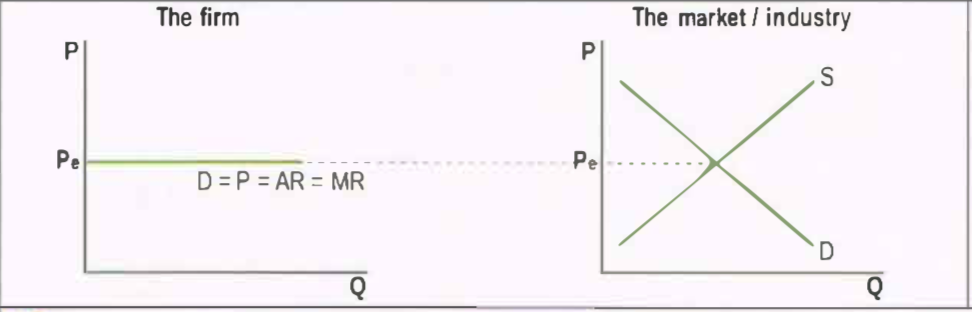 The firm
P
Pe
D = P = AR = MR
Q
The market / industry
P
S
Pe
D
Q